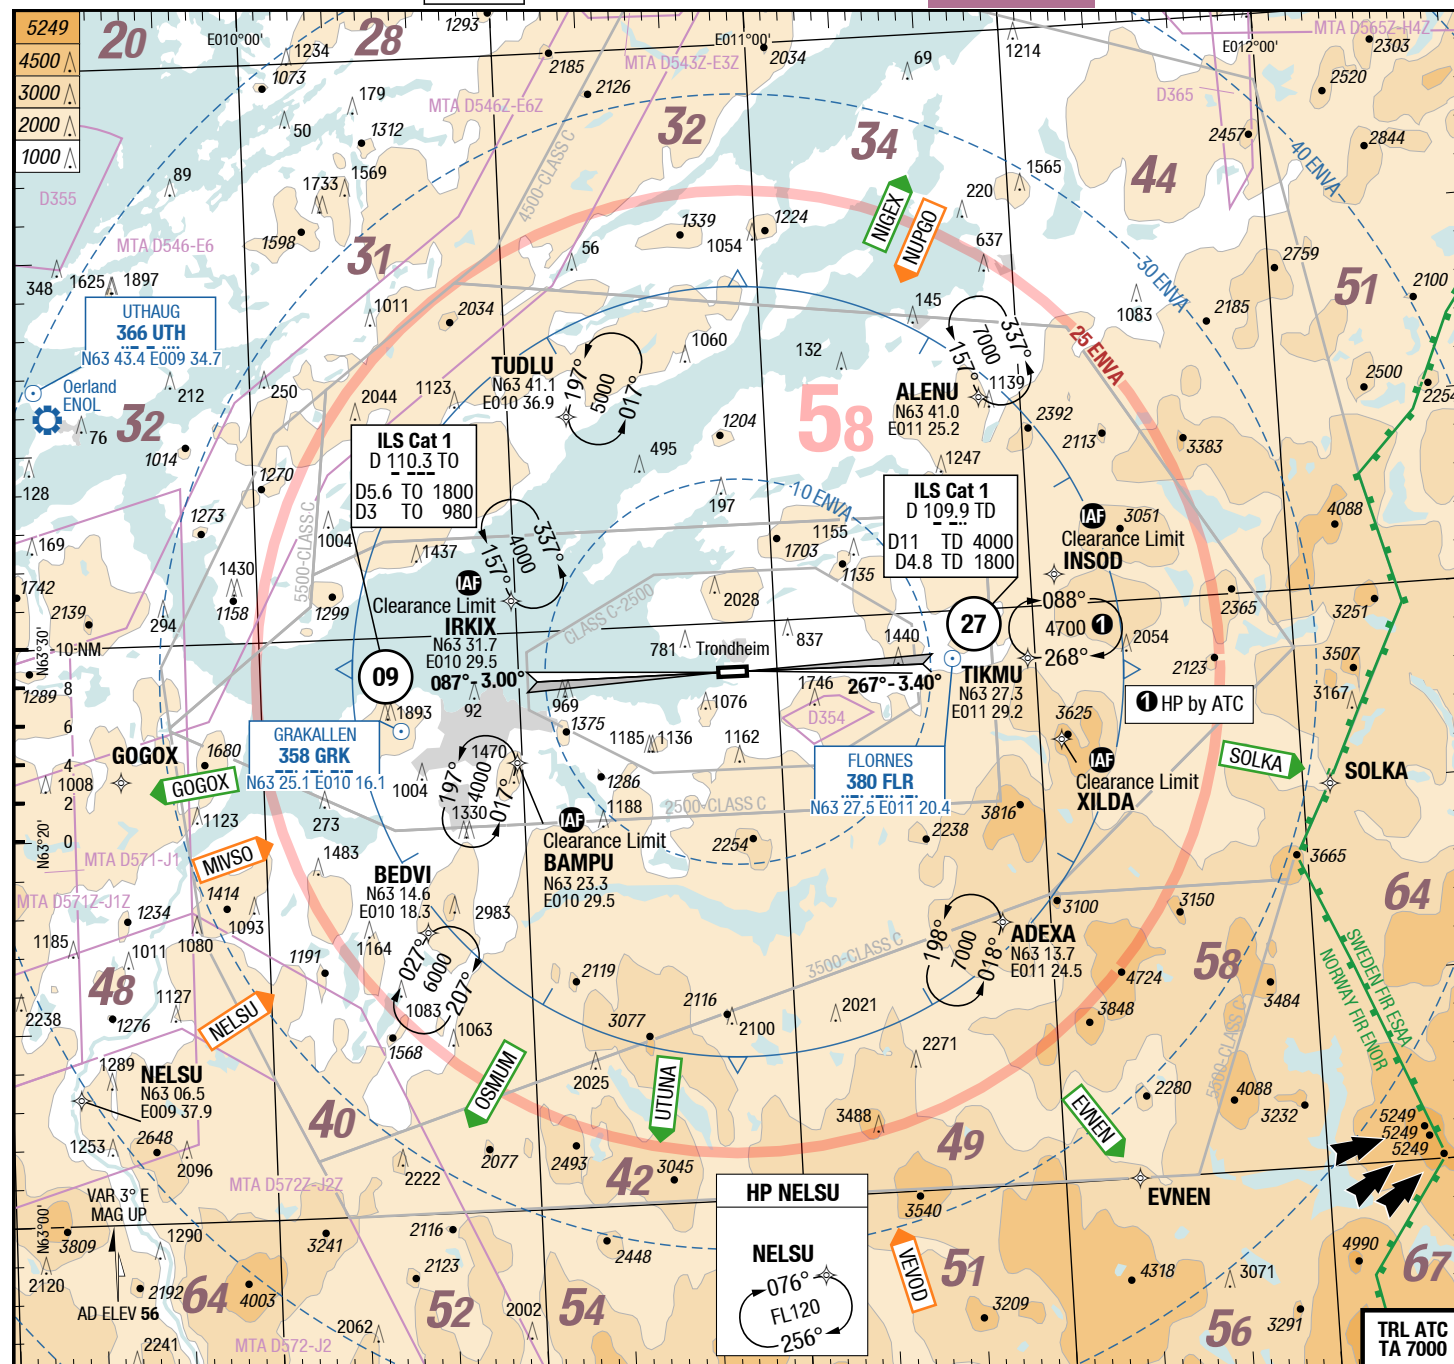 5249
4500
3000
2000
1000
20
28
E010°00'
1293
E011°00'
MTA D543Z-E3Z
2034
69
1214
E012°00'
MTA D565Z-H4Z
2303
1234
1073
2185
2126
2520
179
50
1312
MTA D546Z-E6Z
32
34
D365
2457
2844
44
40 ENVA
D355
89
1733
1569
4500-CLASS C
1565
220
NIGEX
NUPGO
MTA D546-E6
1598
31
1339
1054
1224
56
637
2759
51
2100
348
1625
1897
30 ENVA
UTHAUG
366 UTH
N63 43.4 E009 34.7
1011
2034
145
1083
2185
25 ENVA
TUDLU
N63 41.1
E010 36.9
197°
5000
017°
1060
132
337°
7000
157°
1139
ALENU
N63 41.0
E011 25.2
Oerland
ENOL
212
250
2044
1123
2500
2254
32
76
1014
1204
58
2392
2113
3383
ILS Cat 1
D 110.3 TO
D5.6 TO 1800
D3 TO 980
495
1247
128
1270
10 ENVA
197
ILS Cat 1
D 109.9 TD
D11 TD 4000
D4.8 TD 1800
4088
1273
1004
5500-CLASS C
1437
337°
4000
157°
1155
1703
1135
IAF
3051
Clearance Limit
INSOD
169
1742
2139
1430
1158
1299
IAF
Clearance Limit
IRKIX
N63 31.7
E010 29.5
087°-3.00°
CLASS C-2500
2028
088°
4700 1
268°
2365
3251
294
N63°30'
10 NM
8
6
4
2
0
781
Trondheim
837
1440
27
2054
1289
09
TIKMU
N63 27.3
E011 29.2
2123
3507
3167
1 HP by ATC
92
969
1375
1076
1746
267°-3.40°
D354
1893
GRAKALLEN
358 GRK
N63 25.1 E010 16.1
1185
1136
1162
FLORNES
380 FLR
N63 27.5 E011 20.4
3625
IAF
Clearance Limit
XILDA
SOLKA
SOLKA
GOGOX
1680
GOGOX
1008
1470
197°
4000
017°
1330
1004
1286
1188
2500-CLASS C
3816
1123
273
N63°20'
IAF
Clearance Limit
BAMPU
N63 23.3
E010 29.5
2254
2238
3665
MTA D571-J1
MIVSO
1483
BEDVI
N63 14.6
E010 18.3
64
MTA D571Z-J1Z
1414
1234
1093
2983
3100
3150
1185
1011
1080
1164
198°
7000
018°
ADEXA
N63 13.7
E011 24.5
3500-CLASS C
58
SWEDEN FIR ESAA
NORWAY FIR ENOR
1191
027°
6000
207°
2119
4724
3484
48
1127
1083
2116
2100
2021
3848
2238
1276
NELSU
1568
1063
3077
2271
5500-CLASS C
1289
NELSU
N63 06.5
E009 37.9
OSMUM
2025
UTUNA
2280
4088
3232
EVNEN
3488
5249
5249
5249
40
1253
2648
2096
2077
2493
49
MTA D572Z-J2Z
2222
42
3045
EVNEN
VAR 3° E
MAG UP
HP NELSU
3540
N63°00'
3809
1290
3241
2116
2448
NELSU
076°
FL120
256°
VEVOD
51
4990
67
2120
2192
64
4003
2123
4318
3071
AD ELEV 56
52
54
3209
56
3291
2241
MTA D572-J2
2062
2002
TRL ATC
TA 7000